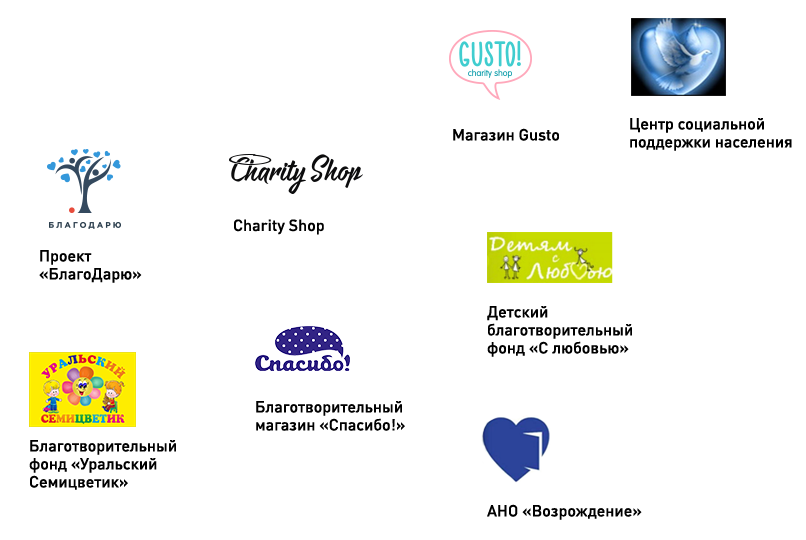 GUSTO!
charity shop
Магазин Gusto
Центр социальной
поддержки населения
БЛАГОДАРЮ
Проект
«БлагоДарю»
Charity Shop
Charity Shop
Детям
с
Любовью
Детский
благотворительный
фонд «С любовью»
УРАЛЬСКИЙ
СЕМИЦВЕТИК
Благотворительный
фонд «Уральский
Семицветик»
Спасибо!
Благотворительный
магазин «Спасибо!»
АНО «Возрождение»